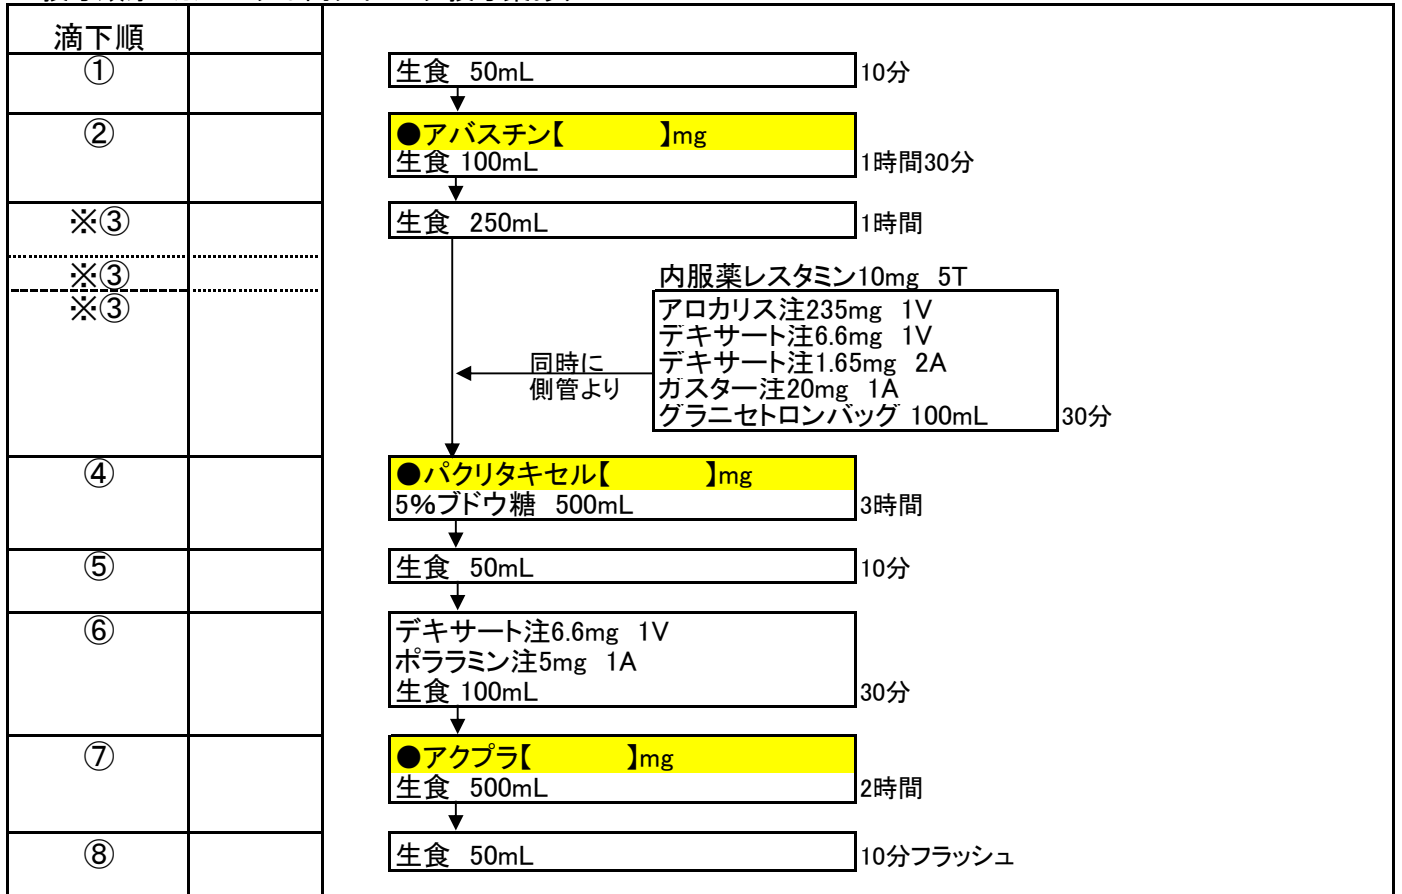 滴下順
① 生食 50mL 10分
② ●アバスチン【 】mg
生食 100mL 1時間30分
※③ 生食 250mL 1時間
※③ 内服薬レスタミン10mg 5T
※③ アロカリス注235mg 1V
デキサート注6.6mg 1V
同時に デキサート注1.65mg 2A
側管より ガスター注20mg 1A
グラニセトロンバッグ 100mL 30分
④ ●パクリタキセル【 】mg
5%ブドウ糖 500mL 3時間
⑤ 生食 50mL 10分
⑥ デキサート注6.6mg 1V
ポララミン注5mg 1A
生食 100mL 30分
⑦ ●アクプラ【 】mg
生食 500mL 2時間
⑧ 生食 50mL 10分フラッシュ